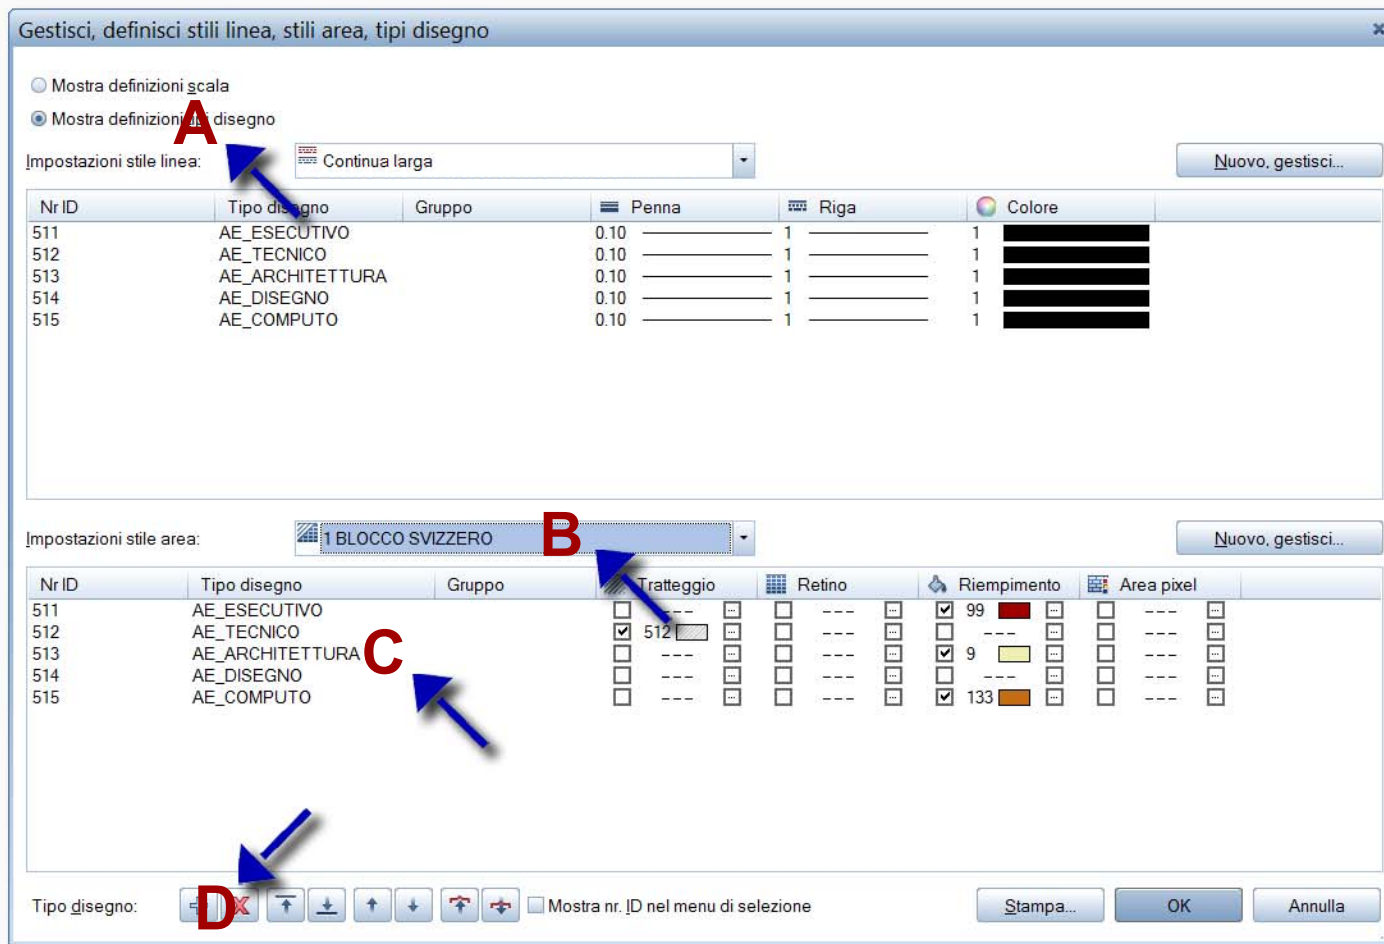 Gestisci, definisci stili linea, stili area, tipi disegno
Mostra definizioni scala
Mostra definizioni tipi disegno
A
Impostazioni stile linea: Continua larga Nuovo, gestisci...
Nr ID Tipo disegno Gruppo Penna Riga Colore
511 AE_ESECUTIVO 0.10 1 1
512 AE_TECNICO 0.10 1 1
513 AE_ARCHITETTURA 0.10 1 1
514 AE_DISEGNO 0.10 1 1
515 AE_COMPUTO 0.10 1 1
Impostazioni stile area: 1 BLOCCO SVIZZERO B Nuovo, gestisci...
Nr ID Tipo disegno Gruppo Tratteggio Retino Riempimento Area pixel
511 AE_ESECUTIVO --- --- 99 ---
512 AE_TECNICO 512 --- --- ---
513 AE_ARCHITETTURA --- --- 9 ---
C
514 AE_DISEGNO --- --- --- ---
515 AE_COMPUTO --- --- 133 ---
Tipo disegno: D Mostra nr. ID nel menu di selezione Stampa... OK Annulla